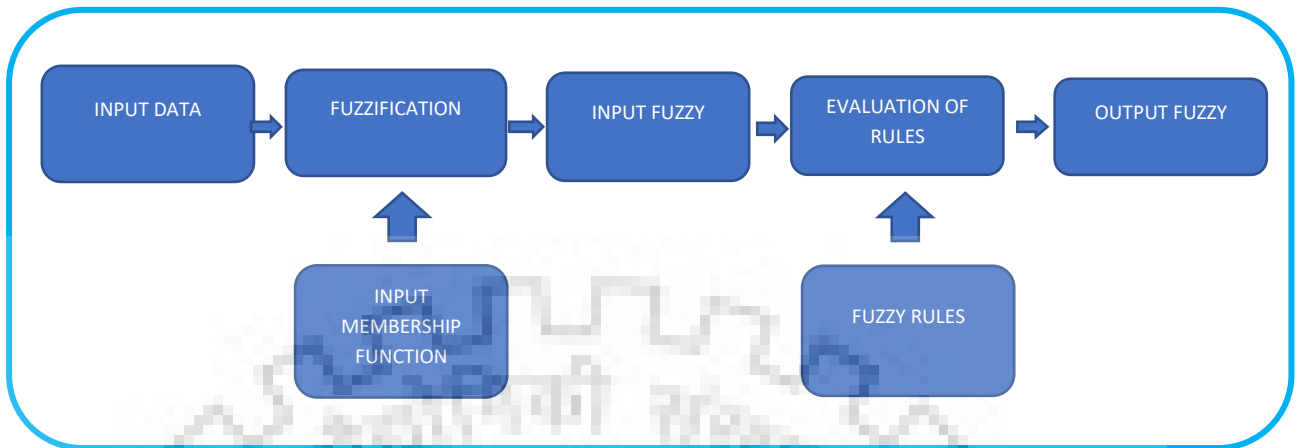 INPUT DATA
FUZZIFICATION
INPUT FUZZY
EVALUATION OF
RULES
OUTPUT FUZZY
INPUT
MEMBERSHIP
FUNCTION
FUZZY RULES